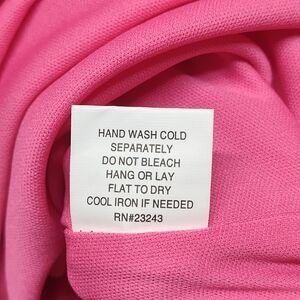 HAND WASH COLD
SEPARATELY
DO NOT BLEACH
HANG OR LAY
FLAT TO DRY
COOL IRON IF NEEDED
RN#23243